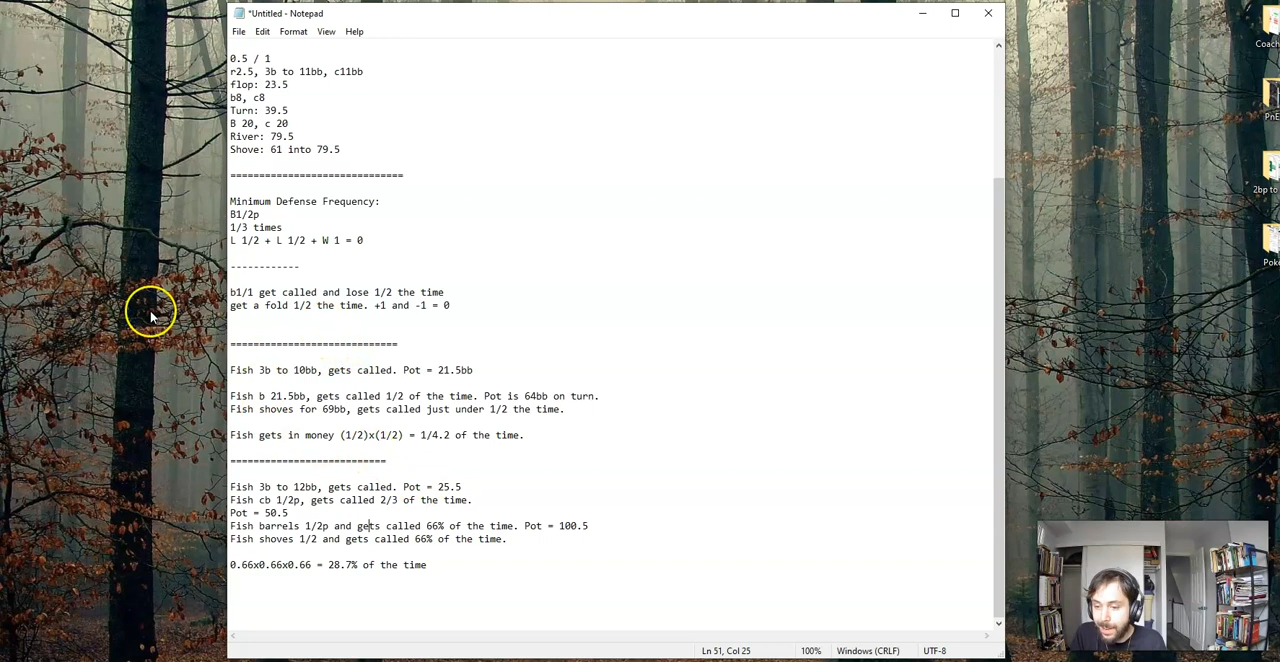 *Untitled - Notepad
File Edit Format View Help
0.5 / 1
r2.5, 3b to 11bb, c11bb
flop: 23.5
b8, c8
Turn: 39.5
B 20, c 20
River: 79.5
Shove: 61 into 79.5
==============================
Minimum Defense Frequency:
B1/2p
1/3 times
L 1/2 + L 1/2 + W 1 = 0
------------
b1/1 get called and lose 1/2 the time
get a fold 1/2 the time. +1 and -1 = 0
=============================
Fish 3b to 10bb, gets called. Pot = 21.5bb
Fish b 21.5bb, gets called 1/2 of the time. Pot is 64bb on turn.
Fish shoves for 69bb, gets called just under 1/2 the time.
Fish gets in money (1/2)x(1/2) = 1/4.2 of the time.
===========================
Fish 3b to 12bb, gets called. Pot = 25.5
Fish cb 1/2p, gets called 2/3 of the time.
Pot = 50.5
Fish barrels 1/2p and gets called 66% of the time. Pot = 100.5
Fish shoves 1/2 and gets called 66% of the time.
0.66x0.66x0.66 = 28.7% of the time
Ln 51, Col 25 100% Windows (CRLF) UTF-8
Coach
PnE
2bp to
Poke